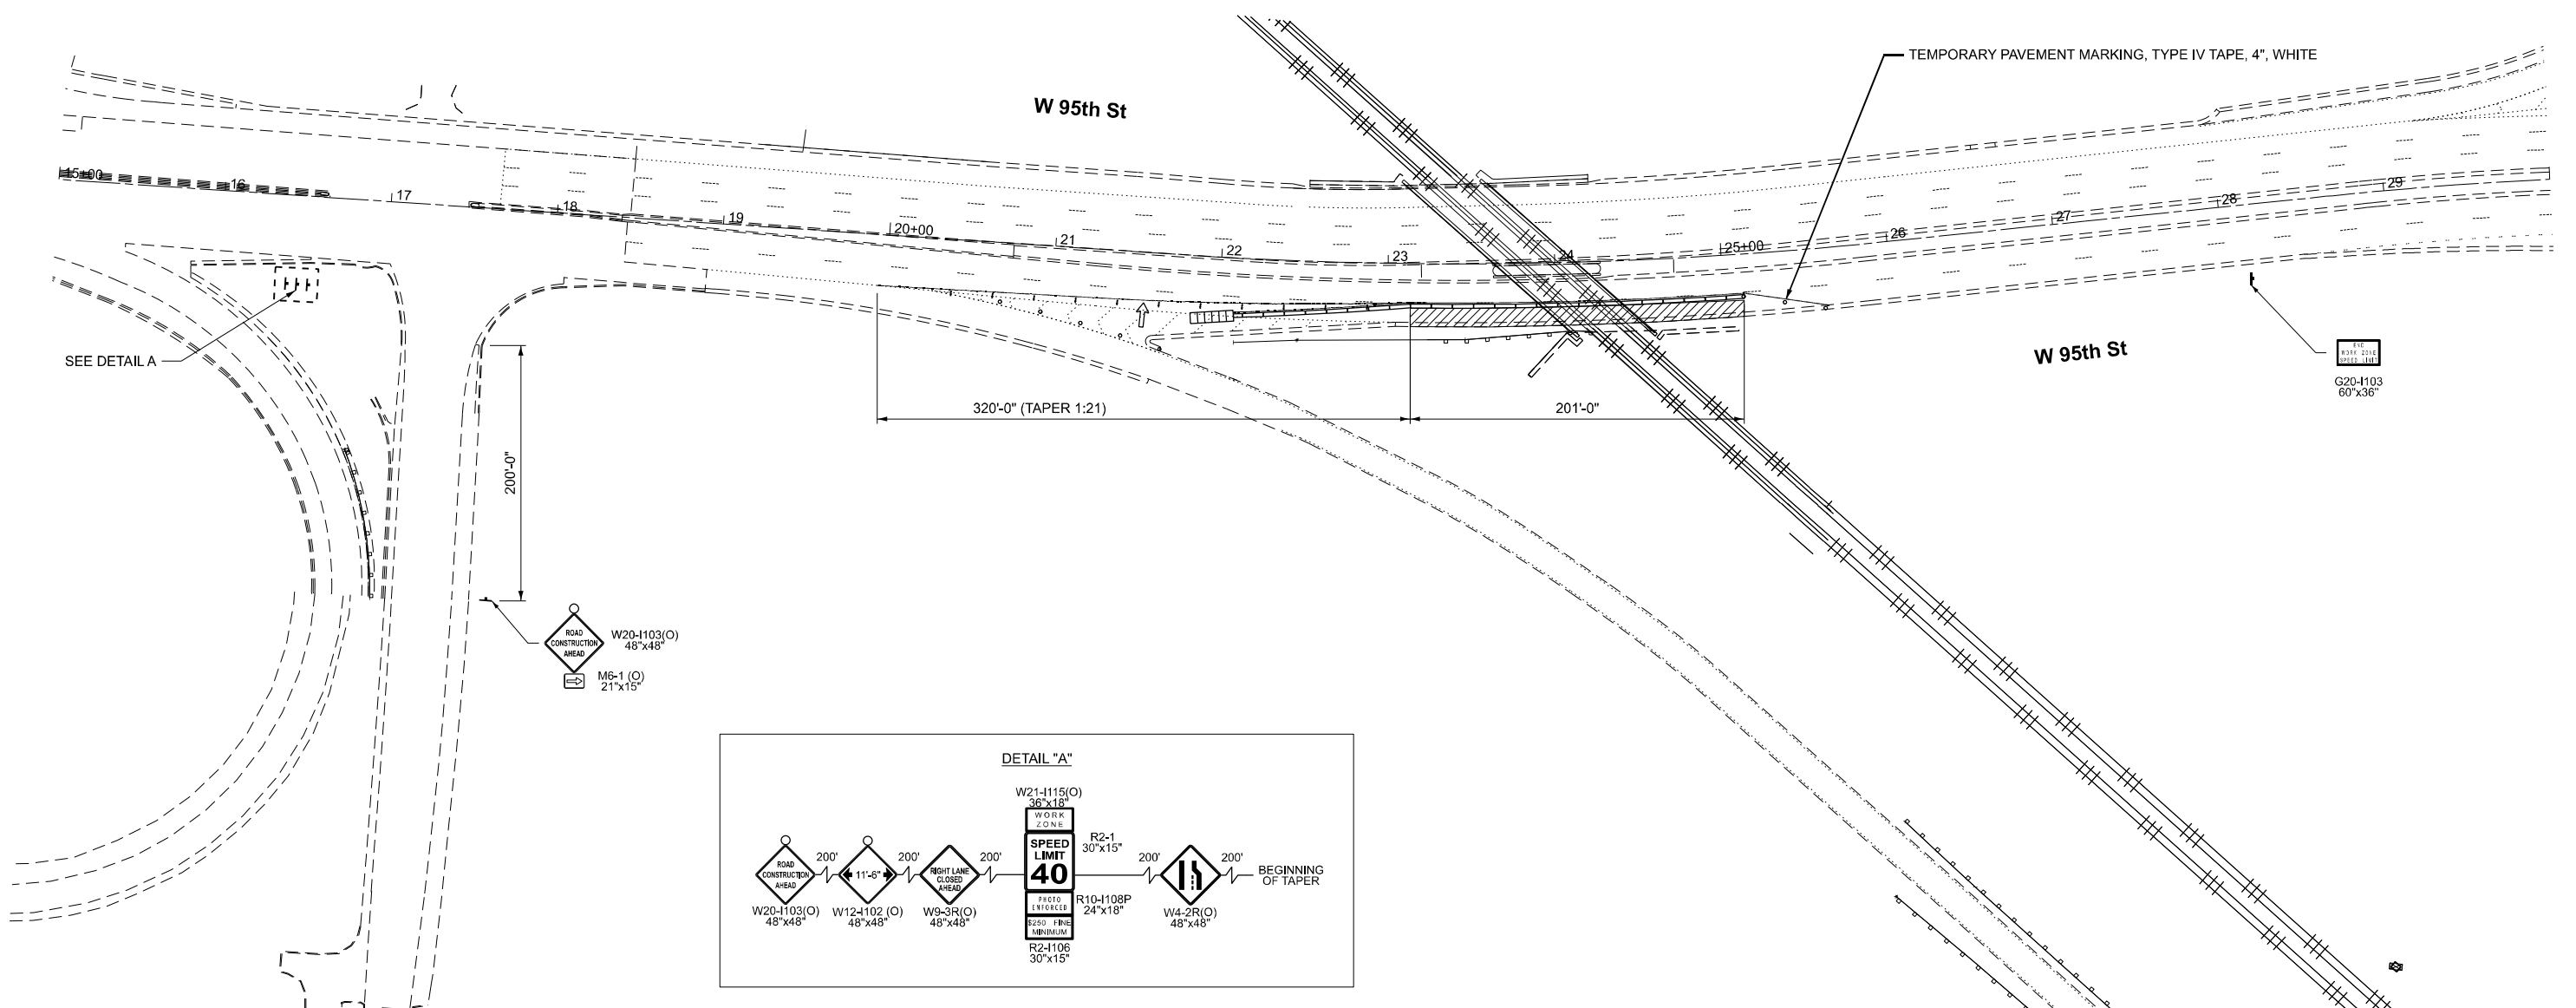 TEMPORARY PAVEMENT MARKING, TYPE IV TAPE, 4", WHITE
W 95th St
15+00
16
17
18
19
20+00
21
22
23
24
25+00
26
27
28
29
SEE DETAIL A
W 95th St
END
WORK ZONE
SPEED LIMIT
G20-I103
60"x36"
320'-0" (TAPER 1:21)
201'-0"
200'-0"
ROAD
CONSTRUCTION
AHEAD
W20-I103(O)
48"x48"
M6-1 (O)
21"x15"
DETAIL "A"
W21-I115(O)
36"x18"
WORK
ZONE
SPEED
LIMIT
40
R2-1
30"x15"
PHOTO
ENFORCED
R10-I108P
24"x18"
$250 FINE
MINIMUM
R2-I106
30"x15"
ROAD
CONSTRUCTION
AHEAD
W20-I103(O)
48"x48"
200'
11'-6"
W12-I102 (O)
48"x48"
200'
RIGHT LANE
CLOSED
AHEAD
W9-3R(O)
48"x48"
200'
200'
W4-2R(O)
48"x48"
200'
BEGINNING
OF TAPER